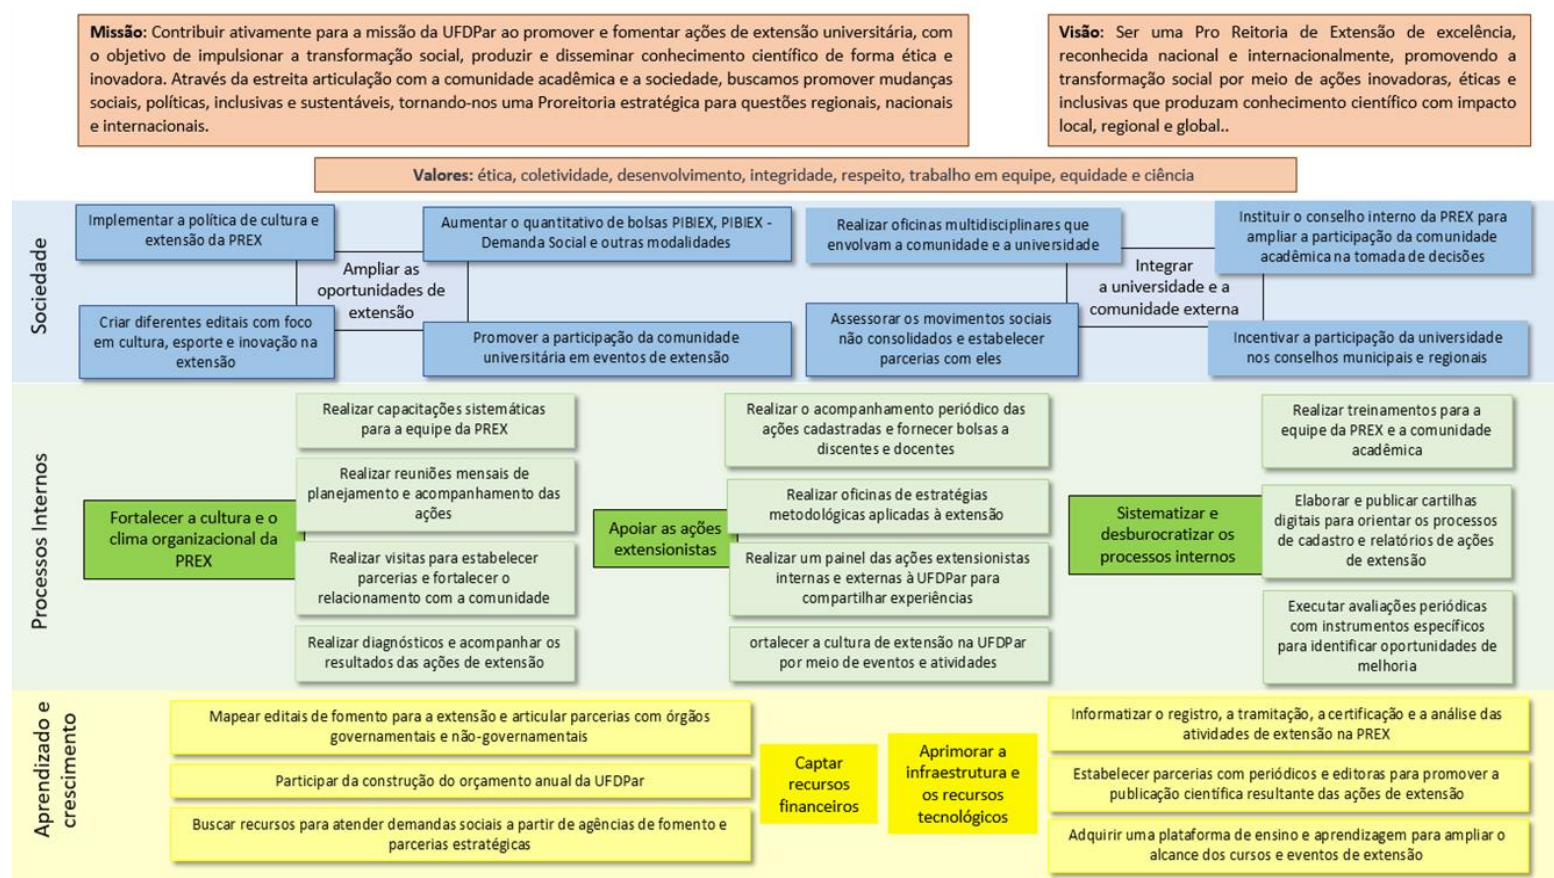 Missão: Contribuir ativamente para a missão da UFDPar ao promover e fomentar ações de extensão universitária, com
o objetivo de impulsionar a transformação social, produzir e disseminar conhecimento científico de forma ética e
inovadora. Através da estreita articulação com a comunidade acadêmica e a sociedade, buscamos promover mudanças
sociais, políticas, inclusivas e sustentáveis, tornando-nos uma Proreitoria estratégica para questões regionais, nacionais
e internacionais.
Visão: Ser uma Pro Reitoria de Extensão de excelência,
reconhecida nacional e internacionalmente, promovendo a
transformação social por meio de ações inovadoras, éticas e
inclusivas que produzam conhecimento científico com impacto
local, regional e global..
Valores: ética, coletividade, desenvolvimento, integridade, respeito, trabalho em equipe, equidade e ciência
Sociedade
Implementar a política de cultura e
extensão da PREX
Aumentar o quantitativo de bolsas PIBIEX, PIBIEX -
Demanda Social e outras modalidades
Ampliar as
oportunidades de
extensão
Criar diferentes editais com foco
em cultura, esporte e inovação na
extensão
Promover a participação da comunidade
universitária em eventos de extensão
Realizar oficinas multidisciplinares que
envolvam a comunidade e a universidade
Instituir o conselho interno da PREX para
ampliar a participação da comunidade
acadêmica na tomada de decisões
Integrar
a universidade e a
comunidade externa
Assessorar os movimentos sociais
não consolidados e estabelecer
parcerias com eles
Incentivar a participação da universidade
nos conselhos municipais e regionais
Processos Internos
Fortalecer a cultura e o
clima organizacional da
PREX
Realizar capacitações sistemáticas
para a equipe da PREX
Realizar reuniões mensais de
planejamento e acompanhamento das
ações
Realizar visitas para estabelecer
parcerias e fortalecer o
relacionamento com a comunidade
Realizar diagnósticos e acompanhar os
resultados das ações de extensão
Apoiar as ações
extensionistas
Realizar o acompanhamento periódico das
ações cadastradas e fornecer bolsas a
discentes e docentes
Realizar oficinas de estratégias
metodológicas aplicadas à extensão
Realizar um painel das ações extensionistas
internas e externas à UFDPar para
compartilhar experiências
ortalecer a cultura de extensão na UFDPar
por meio de eventos e atividades
Sistematizar e
desburocratizar os
processos internos
Realizar treinamentos para a
equipe da PREX e a comunidade
acadêmica
Elaborar e publicar cartilhas
digitais para orientar os processos
de cadastro e relatórios de ações
de extensão
Executar avaliações periódicas
com instrumentos específicos
para identificar oportunidades de
melhoria
Aprendizado e
crescimento
Mapear editais de fomento para a extensão e articular parcerias com órgãos
governamentais e não-governamentais
Participar da construção do orçamento anual da UFDPar
Buscar recursos para atender demandas sociais a partir de agências de fomento e
parcerias estratégicas
Captar
recursos
financeiros
Aprimorar a
infraestrutura e
os recursos
tecnológicos
Informatizar o registro, a tramitação, a certificação e a análise das
atividades de extensão na PREX
Estabelecer parcerias com periódicos e editoras para promover a
publicação científica resultante das ações de extensão
Adquirir uma plataforma de ensino e aprendizagem para ampliar o
alcance dos cursos e eventos de extensão